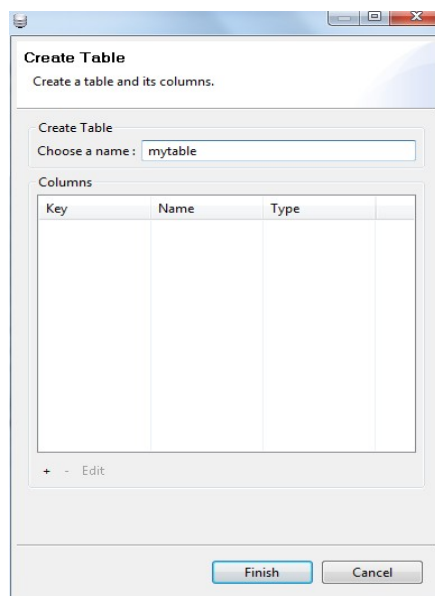 Create Table
Create a table and its columns.
Create Table
Choose a name : mytable
Columns
Key Name Type
+ - Edit
Finish Cancel